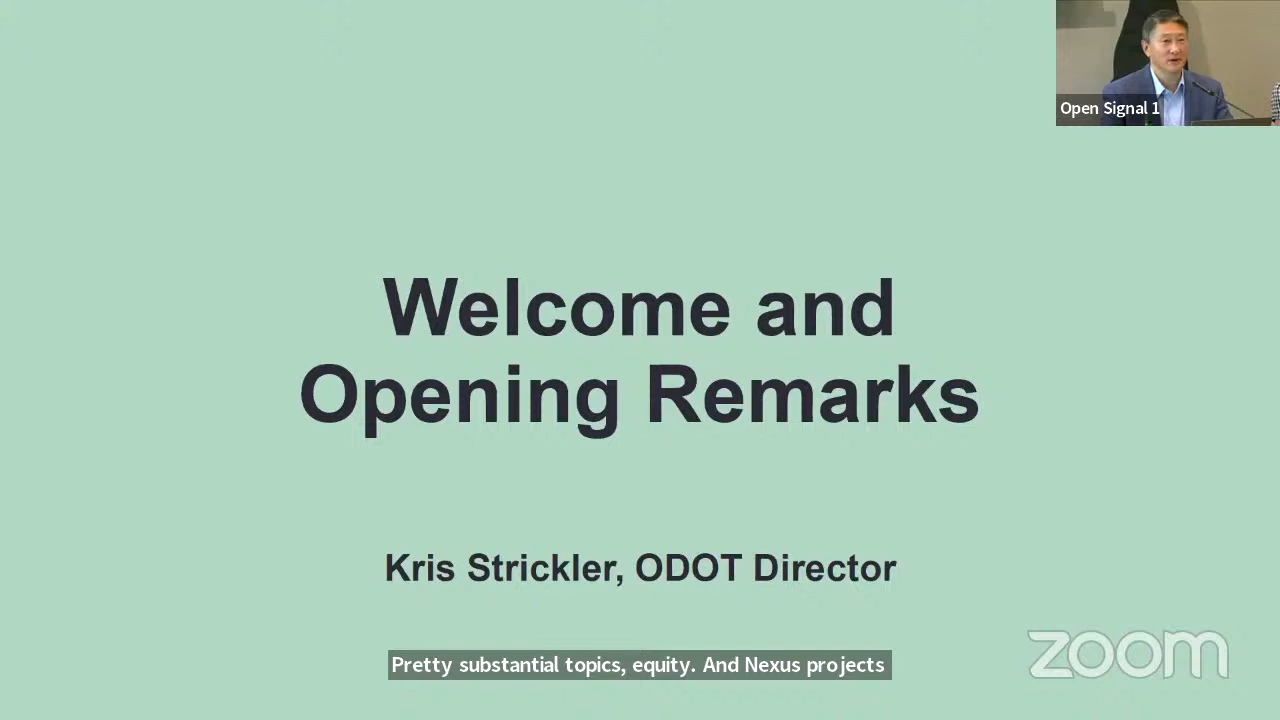 Open Signal 1
Welcome and
Opening Remarks
Kris Strickler, ODOT Director
Pretty substantial topics, equity. And Nexus projects
zoom